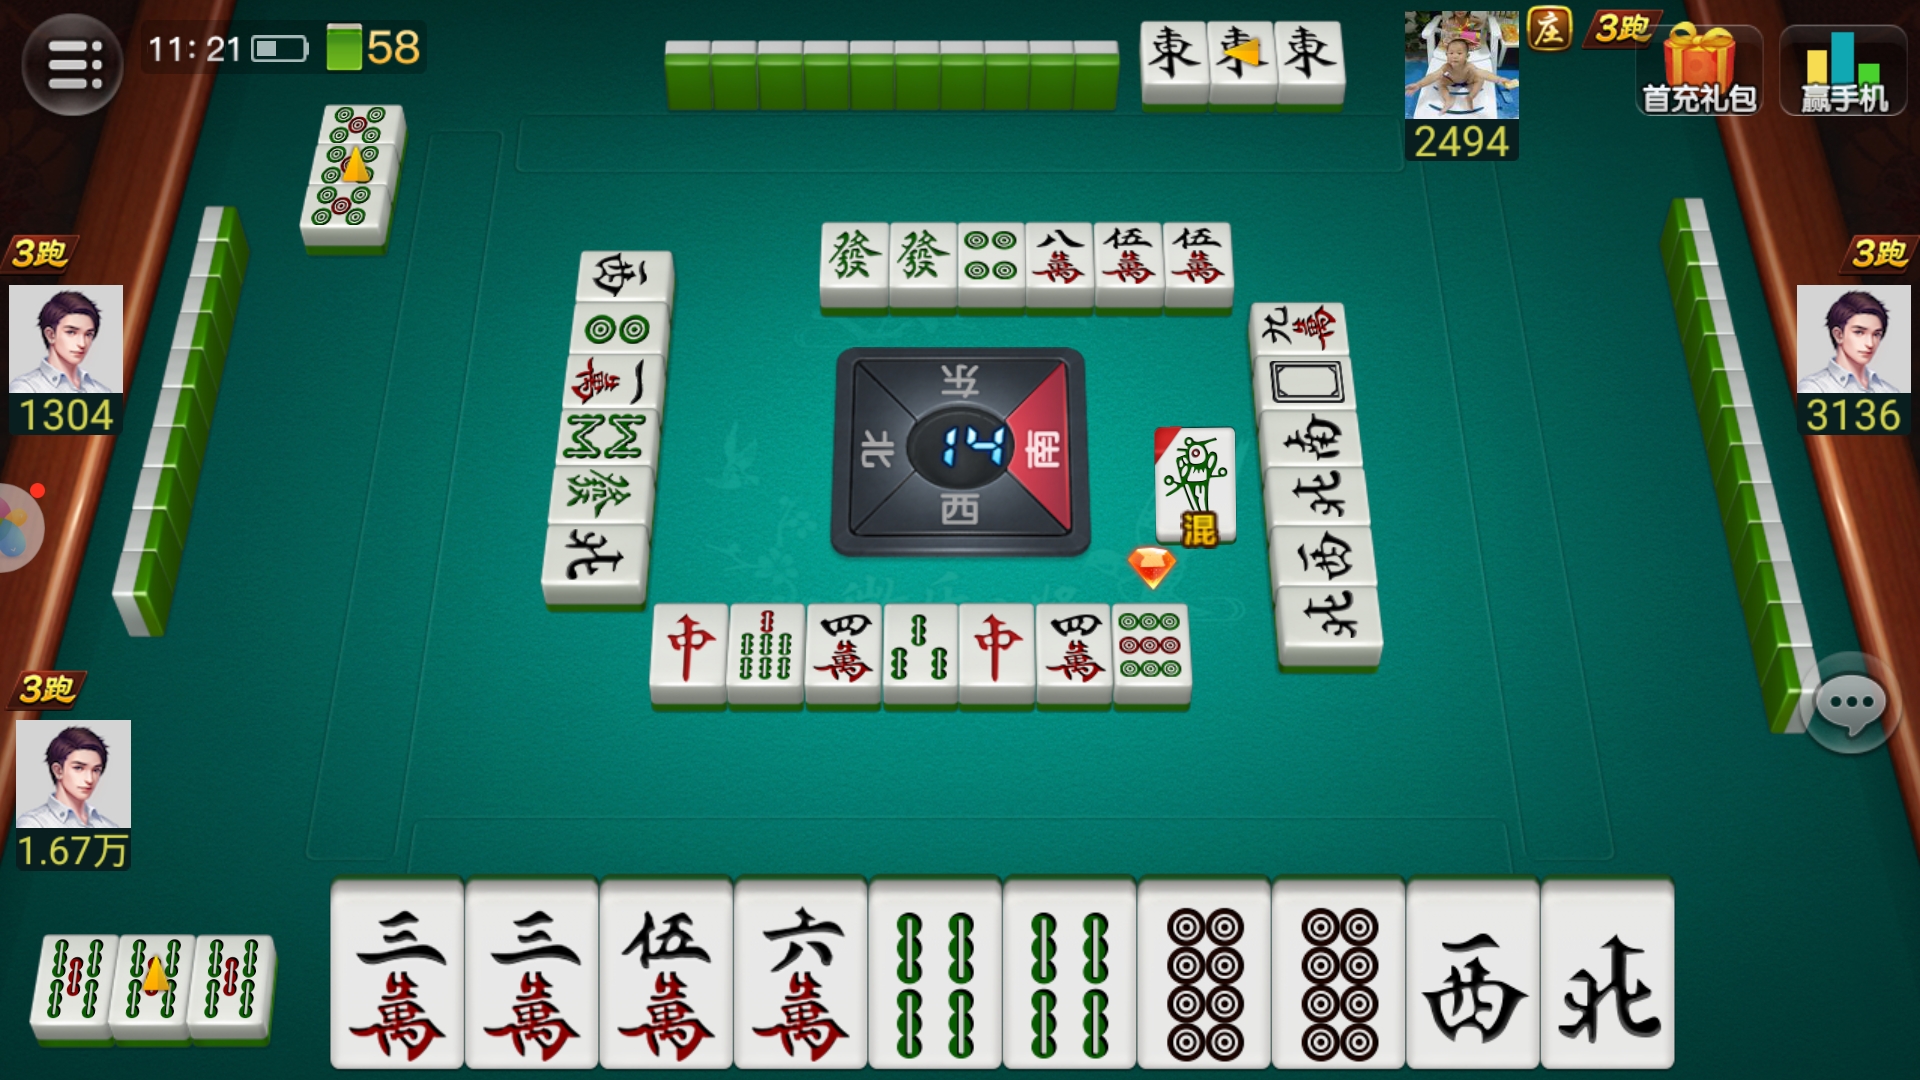 11:21
58
東 東 東
庄
3跑
首充礼包
赢手机
2494
3跑
1304
3跑
3136
發 發 八萬 伍萬 伍萬
西
一萬
發
北
九萬
南
北
西
北
东
北 14 南
西
混
中 四萬 中 四萬
3跑
1.67万
三萬 三萬 伍萬 六萬 西 北